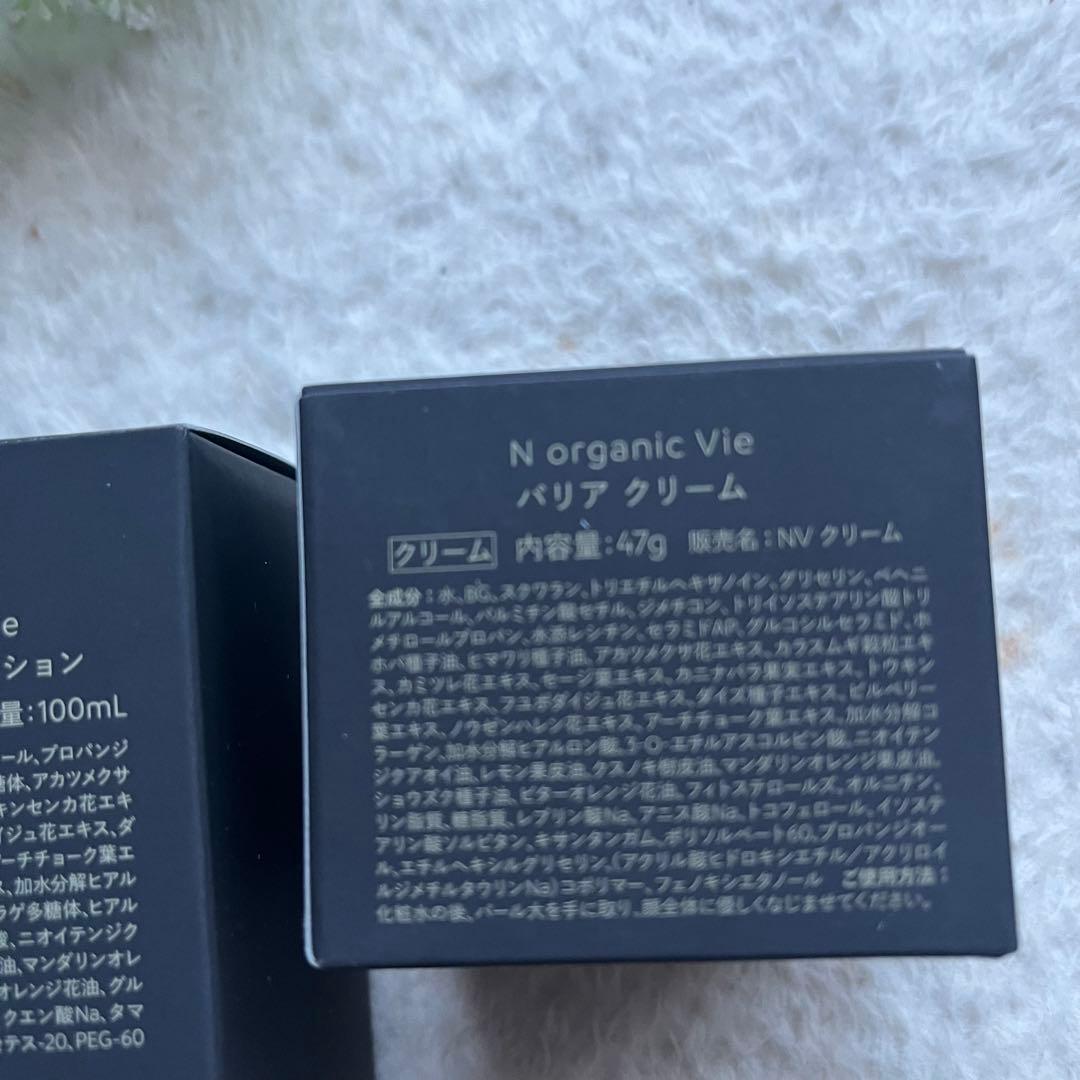 N organic Vie
バリア クリーム
クリーム 内容量:47g 販売名:NV クリーム
全成分:水、BG、スクワラン、トリエチルヘキサノイン、グリセリン、ベヘニ
ルアルコール、パルミチン酸セチル、ジメチコン、トリイソステアリン酸トリ
メチロールプロパン、水添レシチン、セラミドAP、グルコシルセラミド、ホ
ホバ種子油、ヒマワリ種子油、アカツメクサ花エキス、カラスムギ穀粒エキ
ス、カミツレ花エキス、セージ葉エキス、カニナバラ果実エキス、トウキン
センカ花エキス、フユボダイジュ花エキス、ダイズ種子エキス、ビルベリー
葉エキス、ノウゼンハレン花エキス、アーチチョーク葉エキス、加水分解コ
ラーゲン、加水分解ヒアルロン酸、3-O-エチルアスコルビン酸、ニオイテン
ジクアオイ油、レモン果皮油、クスノキ樹皮油、マンダリンオレンジ果皮油、
ショウズク種子油、ビターオレンジ花油、フィトステロールズ、オルニチン、
リン脂質、糖脂質、レブリン酸Na、アニス酸Na、トコフェロール、イソステ
アリン酸ソルビタン、キサンタンガム、ポリソルベート60、プロパンジオー
ル、エチルヘキシルグリセリン、(アクリル酸ヒドロキシエチル/アクリロイ
ルジメチルタウリンNa)コポリマー、フェノキシエタノール ご使用方法:
化粧水の後、パール大を手に取り、顔全体に優しくなじませてください。
e
ション
量:100mL
ール、プロパンジ
糖体、アカツメクサ
キンセンカ花エキ
イジュ花エキス、ダ
ーチチョーク葉エ
ス、加水分解ヒアル
ラゲ多糖体、ヒアル
酸、ニオイテンジク
油、マンダリンオレ
オレンジ花油、グル
クエン酸Na、タマ
テス-20、PEG-60